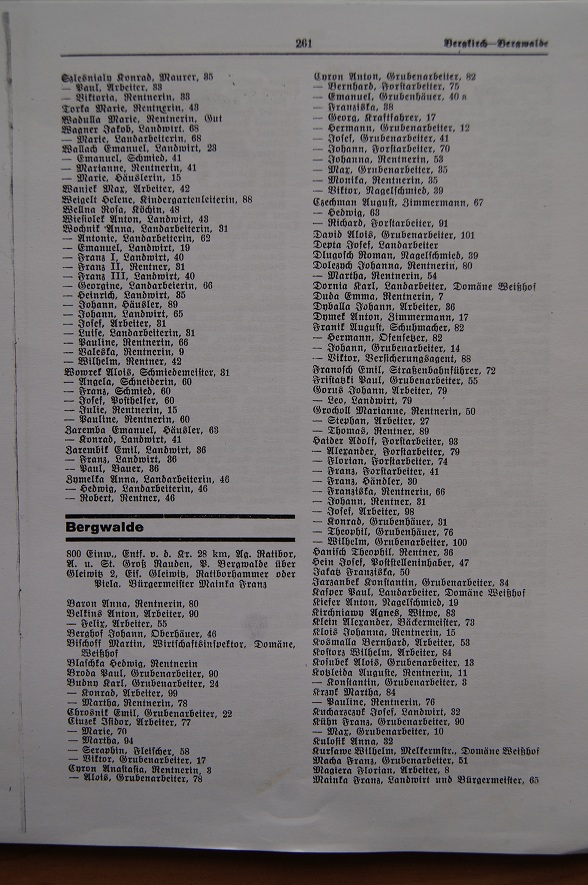 261
Bergkirch—Bergwalde
Szlesniaty Konrad, Maurer, 35
— Paul, Arbeiter, 33
— Viktoria, Rentnerin, 33
Torka Marie, Rentnerin, 43
Wadulla Marie, Rentnerin, Gut
Wagner Jakob, Landwirt, 68
— Marie, Landarbeiterin, 68
Wallach Emanuel, Landwirt, 23
— Emanuel, Schmied, 41
— Marianne, Rentnerin, 41
— Marie, Häuslerin, 15
Waniek Max, Arbeiter, 42
Weigelt Helene, Kindergartenleiterin, 88
Wellna Rosa, Köchin, 48
Wiesiolek Anton, Landwirt, 43
Wochnik Anna, Landarbeiterin, 31
— Antonie, Landarbeiterin, 62
— Emanuel, Landwirt, 19
— Franz I, Landwirt, 40
— Franz II, Rentner, 31
— Franz III, Landwirt, 40
— Georgine, Landarbeierin, 66
— Heinrich, Landwirt, 35
— Johann, Häusler, 89
— Johann, Landwirt, 65
— Josef, Arbeiter, 31
— Luise, Landarbeiterin, 31
— Pauline, Rentnerin, 66
— Valeska, Rentnerin, 9
— Wilhelm, Rentner, 42
Wowrek Alois, Schmiedemeister, 31
— Angela, Schneiderin, 60
— Franz, Schmied, 60
— Josef, Posthelfer, 60
— Julie, Rentnerin, 15
— Pauline, Rentnerin, 60
Zaremba Emanuel, Häusler, 63
— Konrad, Landwirt, 41
Zarembik Emil, Landwirt, 36
— Franz, Landwirt, 36
— Paul, Bauer, 36
Zymelka Anna, Landarbeiterin, 46
— Hedwig, Landarbeiterin, 46
— Robert, Rentner, 46
Bergwalde
800 Einw., Entf. v. d. Kr. 28 km, Ag. Ratibor,
A. u. St. Groß Rauden, P. Bergwalde über
Gleiwitz 2, Eis. Gleiwitz, Ratiborhammer oder
Picla. Bürgermeister Mainka Franz
Baron Anna, Rentnerin, 80
Belkius Anton, Arbeiter, 90
— Felix, Arbeiter, 55
Berghof Johann, Oberhäuer, 46
Bischoff Martin, Wirtschaftsinspektor, Domäne,
Weißhof
Blaschka Hedwig, Rentnerin
Broda Paul, Grubenarbeiter, 90
Budny Karl, Grubenarbeiter, 24
— Konrad, Arbeiter, 99
— Martha, Rentnerin, 78
Chrosnik Emil, Grubenarbeiter, 22
Ciuzek Isidor, Arbeiter, 77
— Marie, 70
— Martha, 94
— Seraphin, Fleischer, 58
— Viktor, Grubenarbeiter, 17
Cyron Anastasia, Rentnerin, 3
— Alois, Grubenarbeiter, 78
Cyron Anton, Grubenarbeiter, 82
— Bernhard, Forstarbeiter, 75
— Emanuel, Grubenhäuer, 40 a
— Franziska, 38
— Georg, Kraftfahrer, 17
— Hermann, Grubenarbeiter, 12
— Josef, Grubenarbeiter, 41
— Johann, Forstarbeiter, 70
— Johanna, Rentnerin, 53
— Max, Grubenarbeiter, 35
— Monika, Rentnerin, 35
— Viktor, Nagelschmied, 39
Czechman August, Zimmermann, 67
— Hedwig, 63
— Richard, Forstarbeiter, 91
David Alois, Grubenarbeiter, 101
Depta Josef, Landarbeiter
Dlugosch Roman, Nagelschmied, 39
Dolezych Johanna, Rentnerin, 80
— Martha, Rentnerin, 54
Dornia Karl, Landarbeiter, Domäne Weißhof
Duda Emma, Rentnerin, 7
Dyballa Johann, Arbeiter, 36
Dymek Anton, Zimmermann, 17
Franik August, Schuhmacher, 82
— Hermann, Ofensetzer, 82
— Johann, Grubenarbeiter, 14
— Viktor, Versicherungsagent, 88
Franosch Emil, Straßenbahnführer, 72
Fristatzki Paul, Grubenarbeiter, 55
Gorus Johann, Arbeiter, 79
— Leo, Landwirt, 79
Grocholl Marianne, Rentnerin, 50
— Stephan, Arbeiter, 27
— Thomas, Rentner, 89
Haider Adolf, Forstarbeiter, 93
— Alexander, Forstarbeiter, 79
— Florian, Forstarbeiter, 74
— Franz, Forstarbeiter, 41
— Franz, Händler, 30
— Franziska, Rentnerin, 66
— Johann, Rentner, 31
— Josef, Arbeiter, 98
— Konrad, Grubenhäuer, 31
— Theophil, Grubenhäuer, 76
— Wilhelm, Grubenarbeiter, 100
Hanisch Theophil, Rentner, 36
Hein Josef, Poststelleninhaber, 47
Jakatz Franziska, 50
Jarzanbek Konstantin, Grubenarbeiter, 34
Kasper Paul, Landarbeiter, Domäne Weißhof
Kiefer Anton, Nagelschmied, 19
Kirchniawy Agnes, Witwe, 83
Klein Alexander, Bäckermeister, 73
Klois Johanna, Rentnerin, 15
Kosmalla Bernhard, Arbeiter, 53
Kostorz Wilhelm, Arbeiter, 84
Kosubek Alois, Grubenarbeiter, 13
Kozleida Auguste, Rentnerin, 11
— Konstantin, Grubenarbeiter, 3
Krzyk Martha, 84
— Pauline, Rentnerin, 76
Kucharczyk Josef, Landwirt, 32
Kühn Franz, Grubenarbeiter, 90
— Max, Grubenarbeiter, 10
Kulosik Anna, 32
Kursawe Wilhelm, Melkermstr., Domäne Weißhof
Macha Franz, Grubenarbeiter, 51
Magiera Florian, Arbeiter, 8
Mainka Franz, Landwirt und Bürgermeister, 65